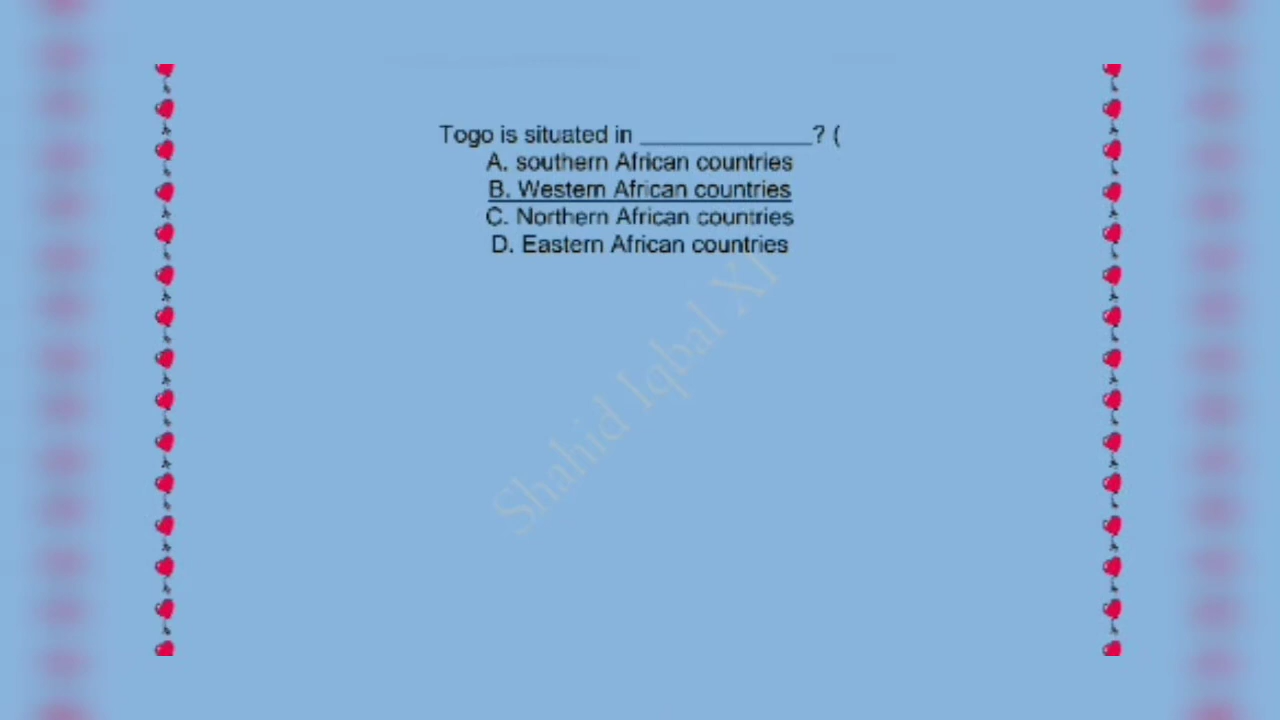 Togo is situated in ______________? (
A. southern African countries
B. Western African countries
C. Northern African countries
D. Eastern African countries
Shahid Iqbal XI